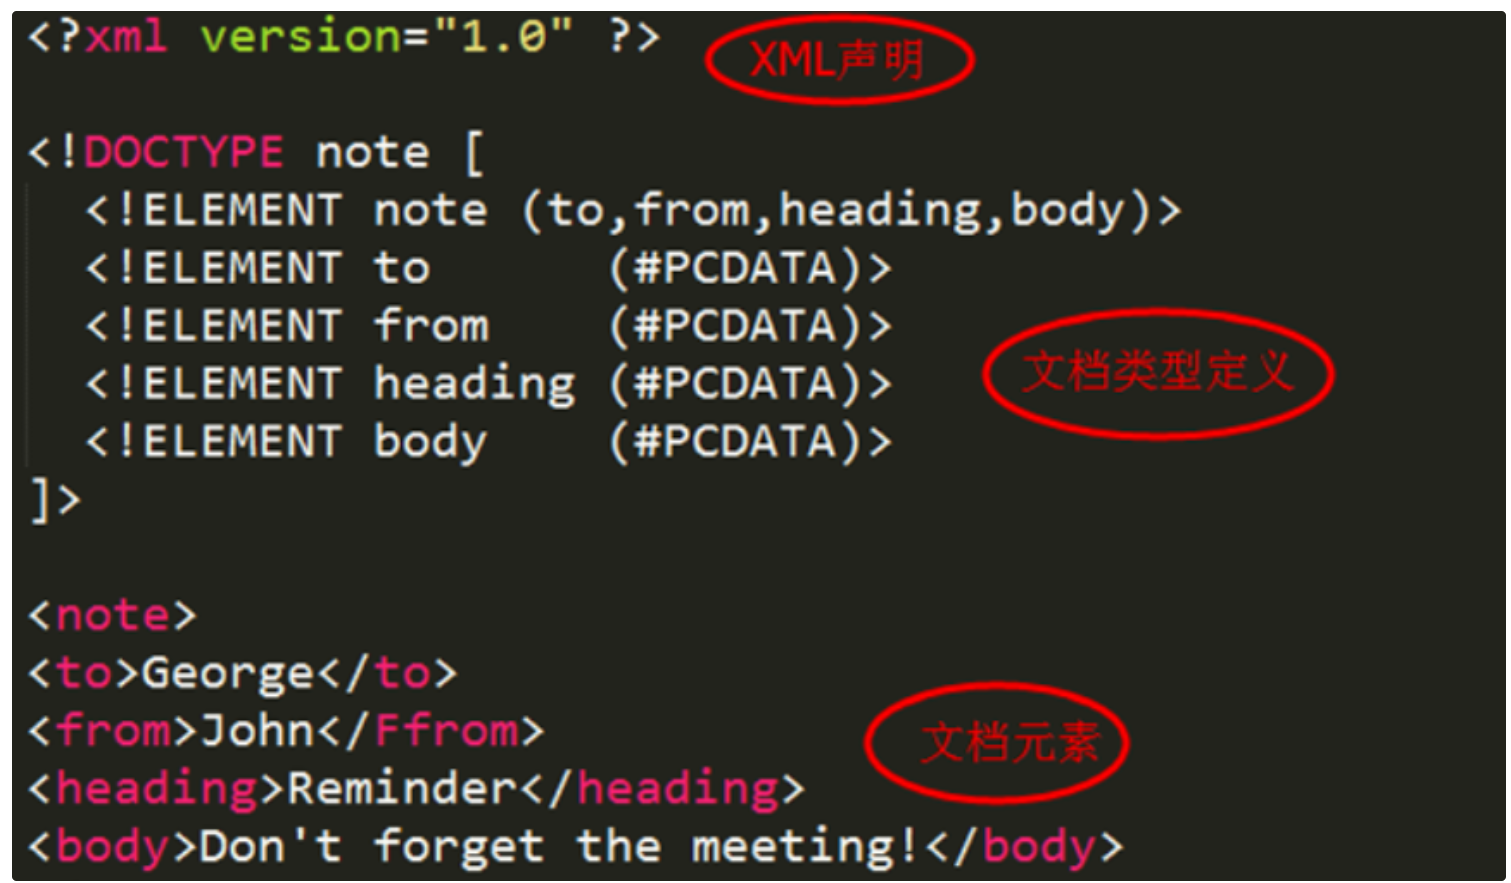 <?xml version="1.0" ?>
XML声明
<!DOCTYPE note [
<!ELEMENT note (to,from,heading,body)>
<!ELEMENT to (#PCDATA)>
<!ELEMENT from (#PCDATA)>
<!ELEMENT heading (#PCDATA)>
<!ELEMENT body (#PCDATA)>
文档类型定义
]>
<note>
<to>George</to>
<from>John</Ffrom>
文档元素
<heading>Reminder</heading>
<body>Don't forget the meeting!</body>